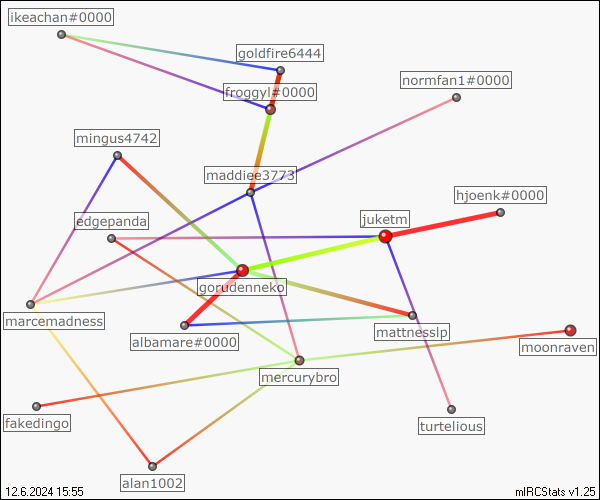 ikeachan#0000
goldfire6444
normfan1#0000
froggyl#0000
mingus4742
maddiee3773
hjoenk#0000
edgepanda
juketm
gorudenneko
marcemadness
albamare#0000
mattnesslp
moonraven
mercurybro
fakedingo
turtelious
alan1002
12.6.2024 15:55
mIRCStats v1.25